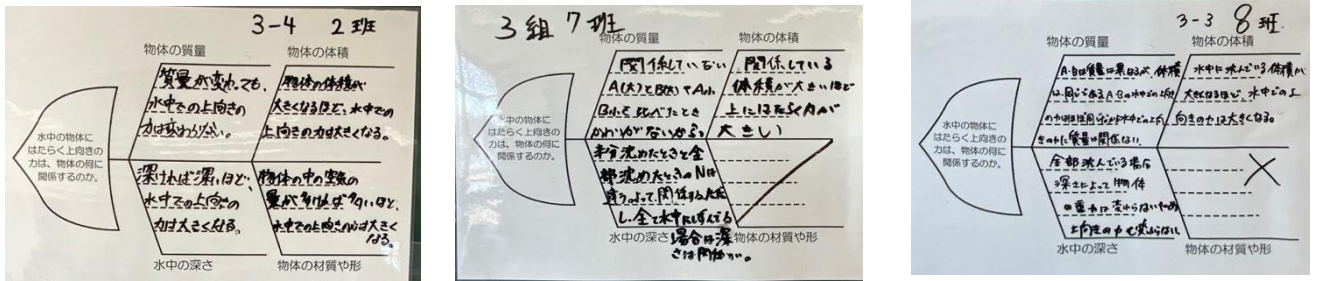 3-4 2班
物体の質量
物体の体積
質量が変わっても、
水中での上向きの
力は変わらない。
物体の体積が
大きくなるほど、水中での
上向きの力は大きくなる。
水中の物体に
はたらく上向きの
力は、物体の何に
関係するのか。
深ければ深いほど、
水中での上向きの
力は大きくなる。
物体の中の空気の
量が多ければ多いほど、
水中での上向きの力は大きく
なる。
水中の深さ
物体の材質や形
3組 7班
物体の質量
物体の体積
関係していない
A(大)とB(大)でA小
B小を比べたとき
かわいがないから。
関係している
体積が大きいほど
上にはたらく力が
大きい
水中の物体に
はたらく上向きの
力は、物体の何に
関係するのか。
半分沈めたときと全
部沈めたときのNは
違うよって関係する。ただ
し、全て水中にしずんでる
場合は深
さは関係ない。
水中の深さ
物体の材質や形
3-3 8班
物体の質量
物体の体積
A・Bは質量は異なるが、体積
は同じである A・Bの水中での上向き
の力はほぼ同じだから水中での上向
きの力に質量は関係ない。
水中に沈んでいる体積が
大きくなるほど、水中での上
向きの力は大きくなる。
水中の物体に
はたらく上向きの
力は、物体の何に
関係するのか。
全部沈んでいる場合
深さによって物体
の重力は変わらないため
上向きの力も変わらない
水中の深さ
物体の材質や形